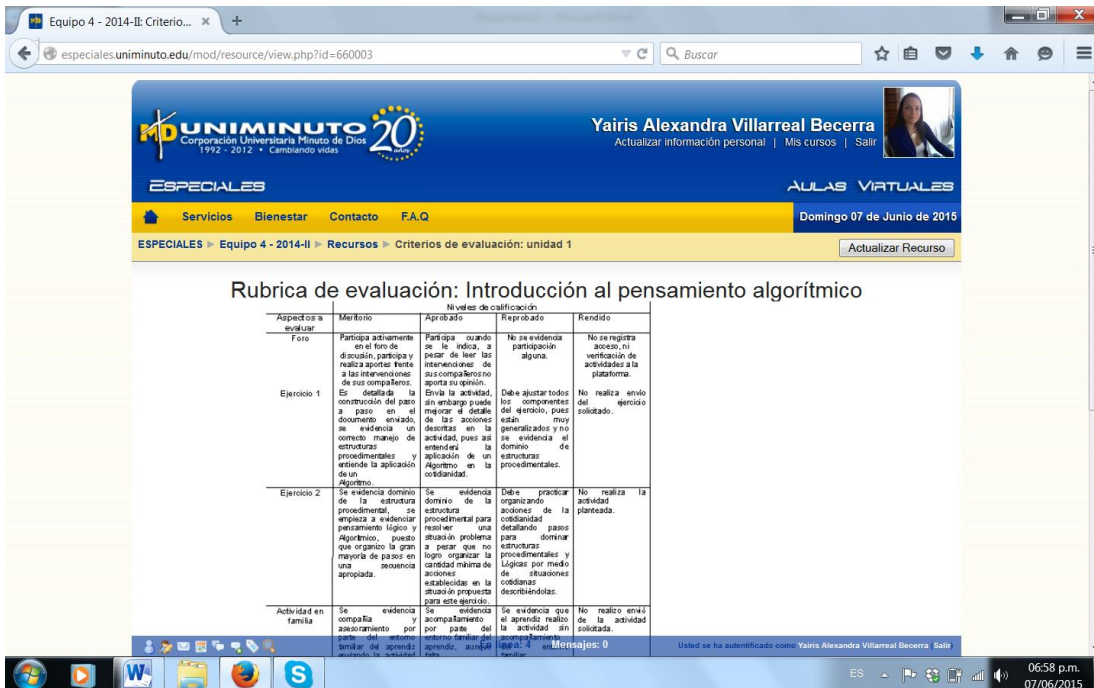 Equipo 4 - 2014-II: Criterio... × +
especiales.uniminuto.edu/mod/resource/view.php?id=660003
Buscar
UNIMINUTO 20
Corporación Universitaria Minuto de Dios
1992 - 2012 • Cambiando vidas
Yairis Alexandra Villarreal Becerra
Actualizar información personal | Mis cursos | Salir
ESPECIALES
AULAS VIRTUALES
Servicios Bienestar Contacto F.A.Q
Domingo 07 de Junio de 2015
ESPECIALES ► Equipo 4 - 2014-II ► Recursos ► Criterios de evaluación: unidad 1
Actualizar Recurso
Rubrica de evaluación: Introducción al pensamiento algorítmico
Niveles de calificación
Aspectos a
evaluar
Meritorio
Aprobado
Reprobado
Rendido
Foro
Participa activamente
en el foro de
discusión, participa y
realiza aportes frente
a las intervenciones
de sus compañeros.
Participa cuando
se le indica, a
pesar de leer las
intervenciones de
sus compañeros no
aporta su opinión.
No se evidencia
participación
alguna.
No se registra
acceso, ni
verificación de
actividades a la
plataforma.
Ejercicio 1
Es detallada la
construcción del paso
a paso en el
documento enviado,
se evidencia un
correcto manejo de
estructuras
procedimentales y
entiende la aplicación
de un
Algoritmo.
Envía la actividad,
sin embargo puede
mejorar el detalle
de las acciones
descritas en la
actividad, pues así
entenderá la
aplicación de un
Algoritmo en la
cotidianidad.
Debe ajustar todos
los componentes
del ejercicio, pues
están muy
generalizados y no
se evidencia el
dominio de
estructuras
procedimentales.
No realiza envío
del ejercicio
solicitado.
Ejercicio 2
Se evidencia dominio
de la estructura
procedimental, se
empieza a evidenciar
pensamiento lógico y
Algorítmico, puesto
que organizo la gran
mayoría de pasos en
una secuencia
apropiada.
Se evidencia
dominio de la
estructura
procedimental para
resolver una
situación problema
a pesar que no
logro organizar la
cantidad mínima de
acciones
establecidas en la
situación propuesta
para este ejercicio.
Debe practicar
organizando
acciones de la
cotidianidad
detallando pasos
para dominar
estructuras
procedimentales y
Lógicas por medio
de situaciones
cotidianas
describiéndolas.
No realiza la
actividad
planteada.
Actividad en
familia
Se evidencia
compañía y
asesoramiento por
parte del entorno
familiar del aprendiz
enviando la actividad
Se evidencia
acompañamiento
por parte del
entorno familiar del
aprendiz, aunque
falta
Se evidencia que
el aprendiz realizo
la actividad sin
acompañamiento
familiar
No realizo envió
de la actividad
solicitada.
En línea: 4 Mensajes: 0
Usted se ha autentificado como Yairis Alexandra Villarreal Becerra (Salir)
ES
06:58 p.m.
07/06/2015